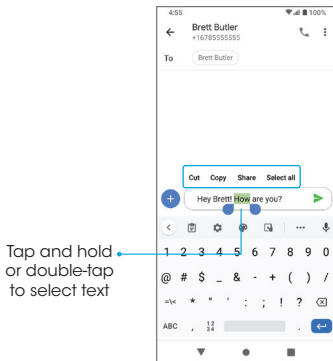 4:55 100%
Brett Butler
+16785555555
To Brett Butler
Cut Copy Share Select all
Hey Brett! How are you?
Tap and hold
or double-tap
to select text
1 2 3 4 5 6 7 8 9 0
@ # $ _ & - + ( ) /
=\< * " ' : ; ! ?
ABC , 12 .
34